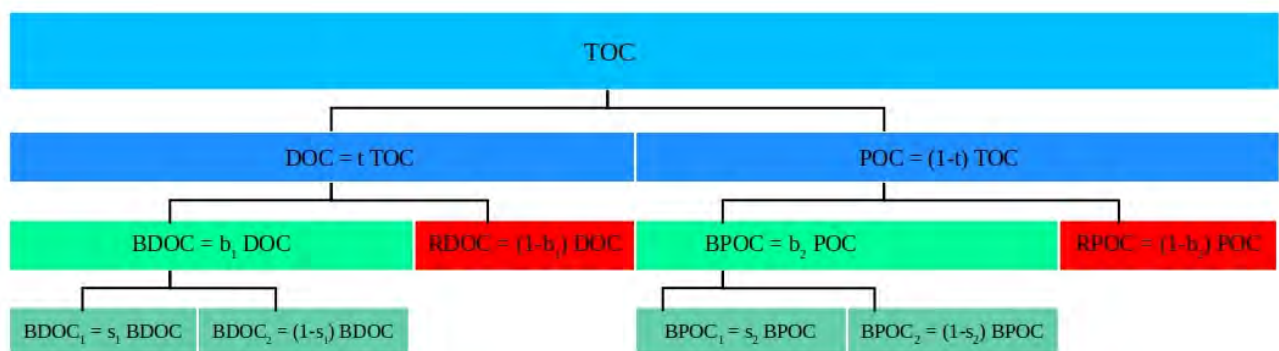 TOC
DOC = t TOC
POC = (1-t) TOC
BDOC = b₁ DOC
RDOC = (1-b₁) DOC
BPOC = b₂ POC
RPOC = (1-b₂) POC
BDOC₁ = s₁ BDOC
BDOC₂ = (1-s₁) BDOC
BPOC₁ = s₂ BPOC
BPOC₂ = (1-s₂) BPOC